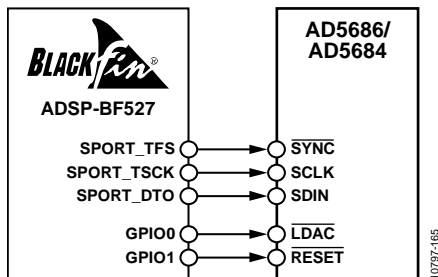 BLACKfin®
ADSP-BF527
SPORT_TFS
SPORT_TSCK
SPORT_DTO
GPIO0
GPIO1
AD5686/
AD5684
SYNC
SCLK
SDIN
LDAC
RESET
10797-165